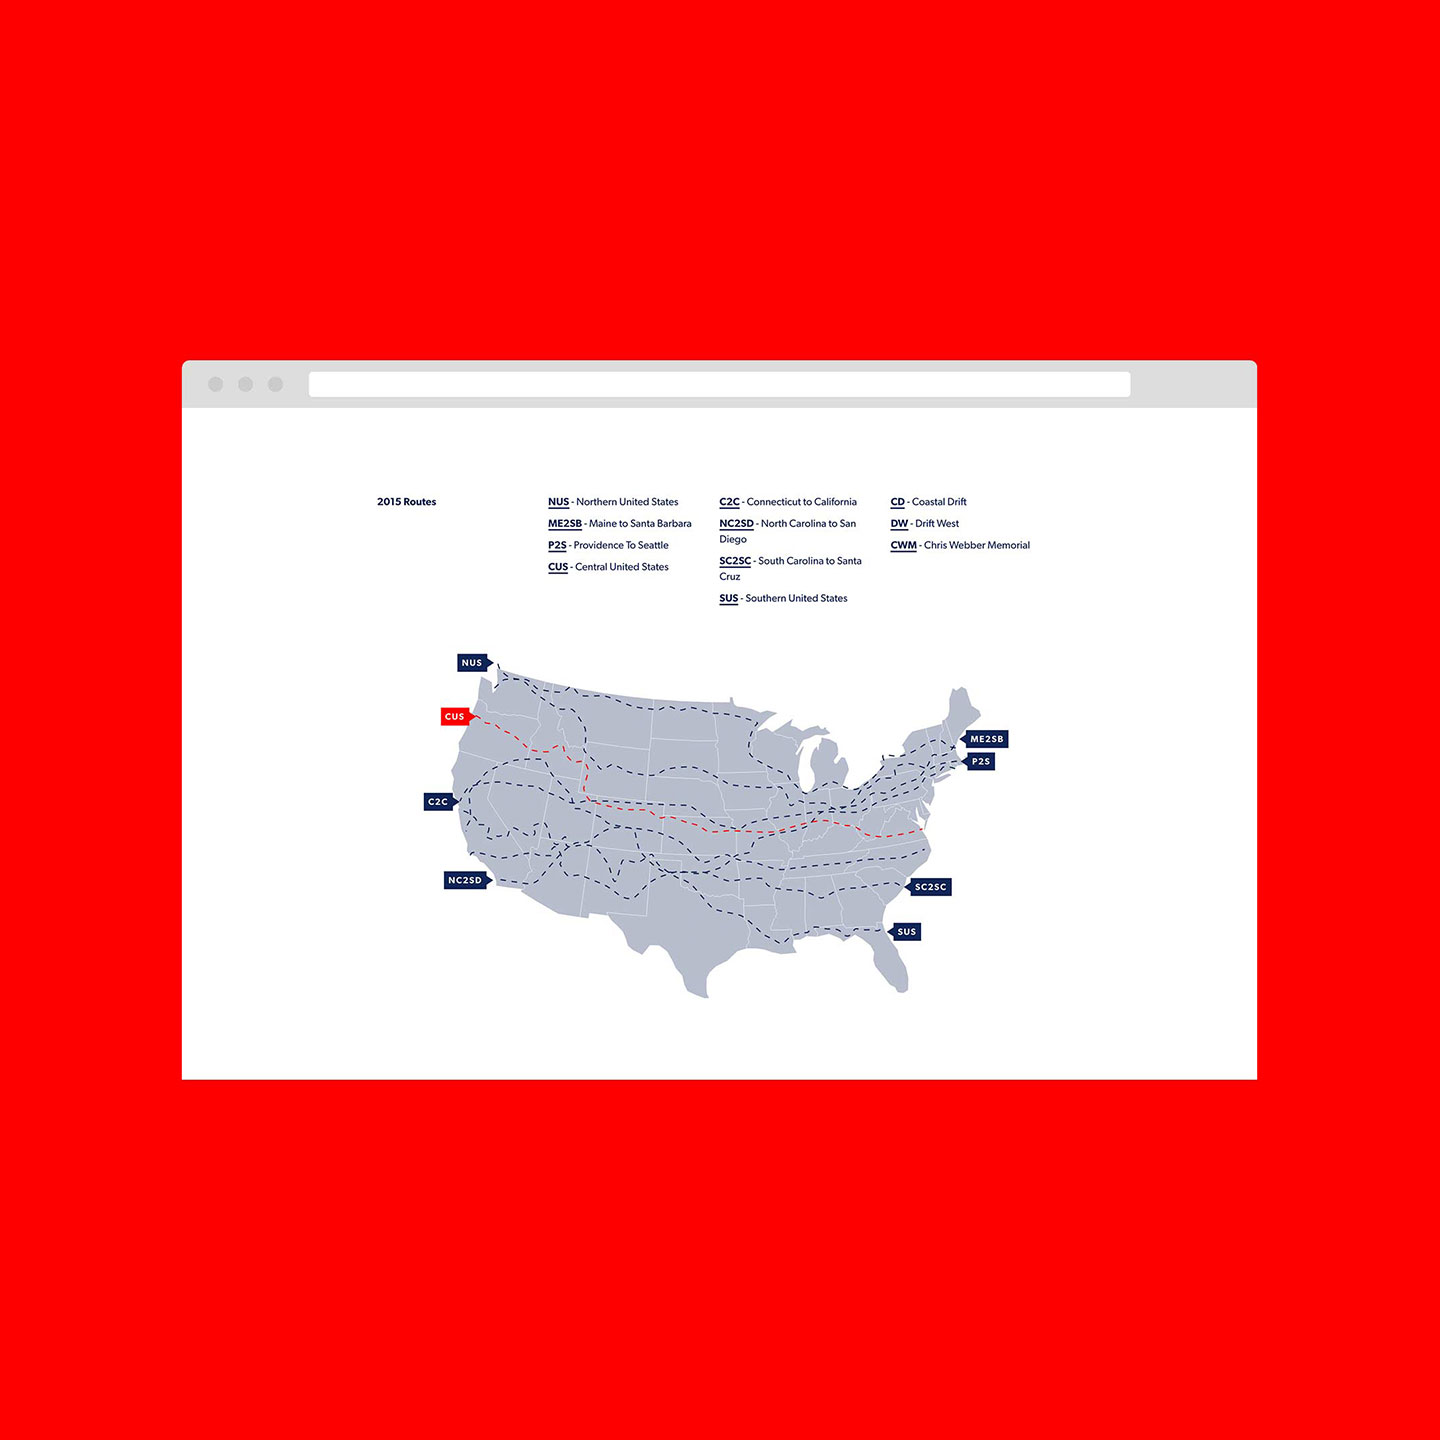 2015 Routes
NUS - Northern United States
ME2SB - Maine to Santa Barbara
P2S - Providence To Seattle
CUS - Central United States
C2C - Connecticut to California
NC2SD - North Carolina to San
Diego
SC2SC - South Carolina to Santa
Cruz
SUS - Southern United States
CD - Coastal Drift
DW - Drift West
CWM - Chris Webber Memorial
NUS
CUS
ME2SB
P2S
C2C
NC2SD
SC2SC
SUS